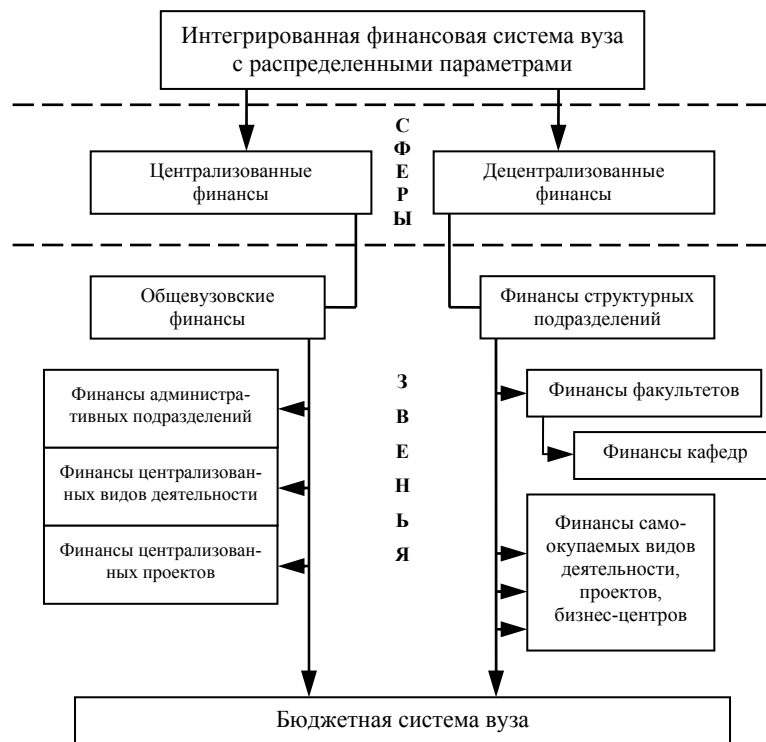 Интегрированная финансовая система вуза
с распределенными параметрами
СФЕРЫ
Централизованные
финансы
Децентрализованные
финансы
Общевузовские
финансы
Финансы структурных
подразделений
ЗВЕНЬЯ
Финансы администра-
тивных подразделений
Финансы централизован-
ных видов деятельности
Финансы централизован-
ных проектов
Финансы факультетов
Финансы кафедр
Финансы само-
окупаемых видов
деятельности,
проектов,
бизнес-центров
Бюджетная система вуза